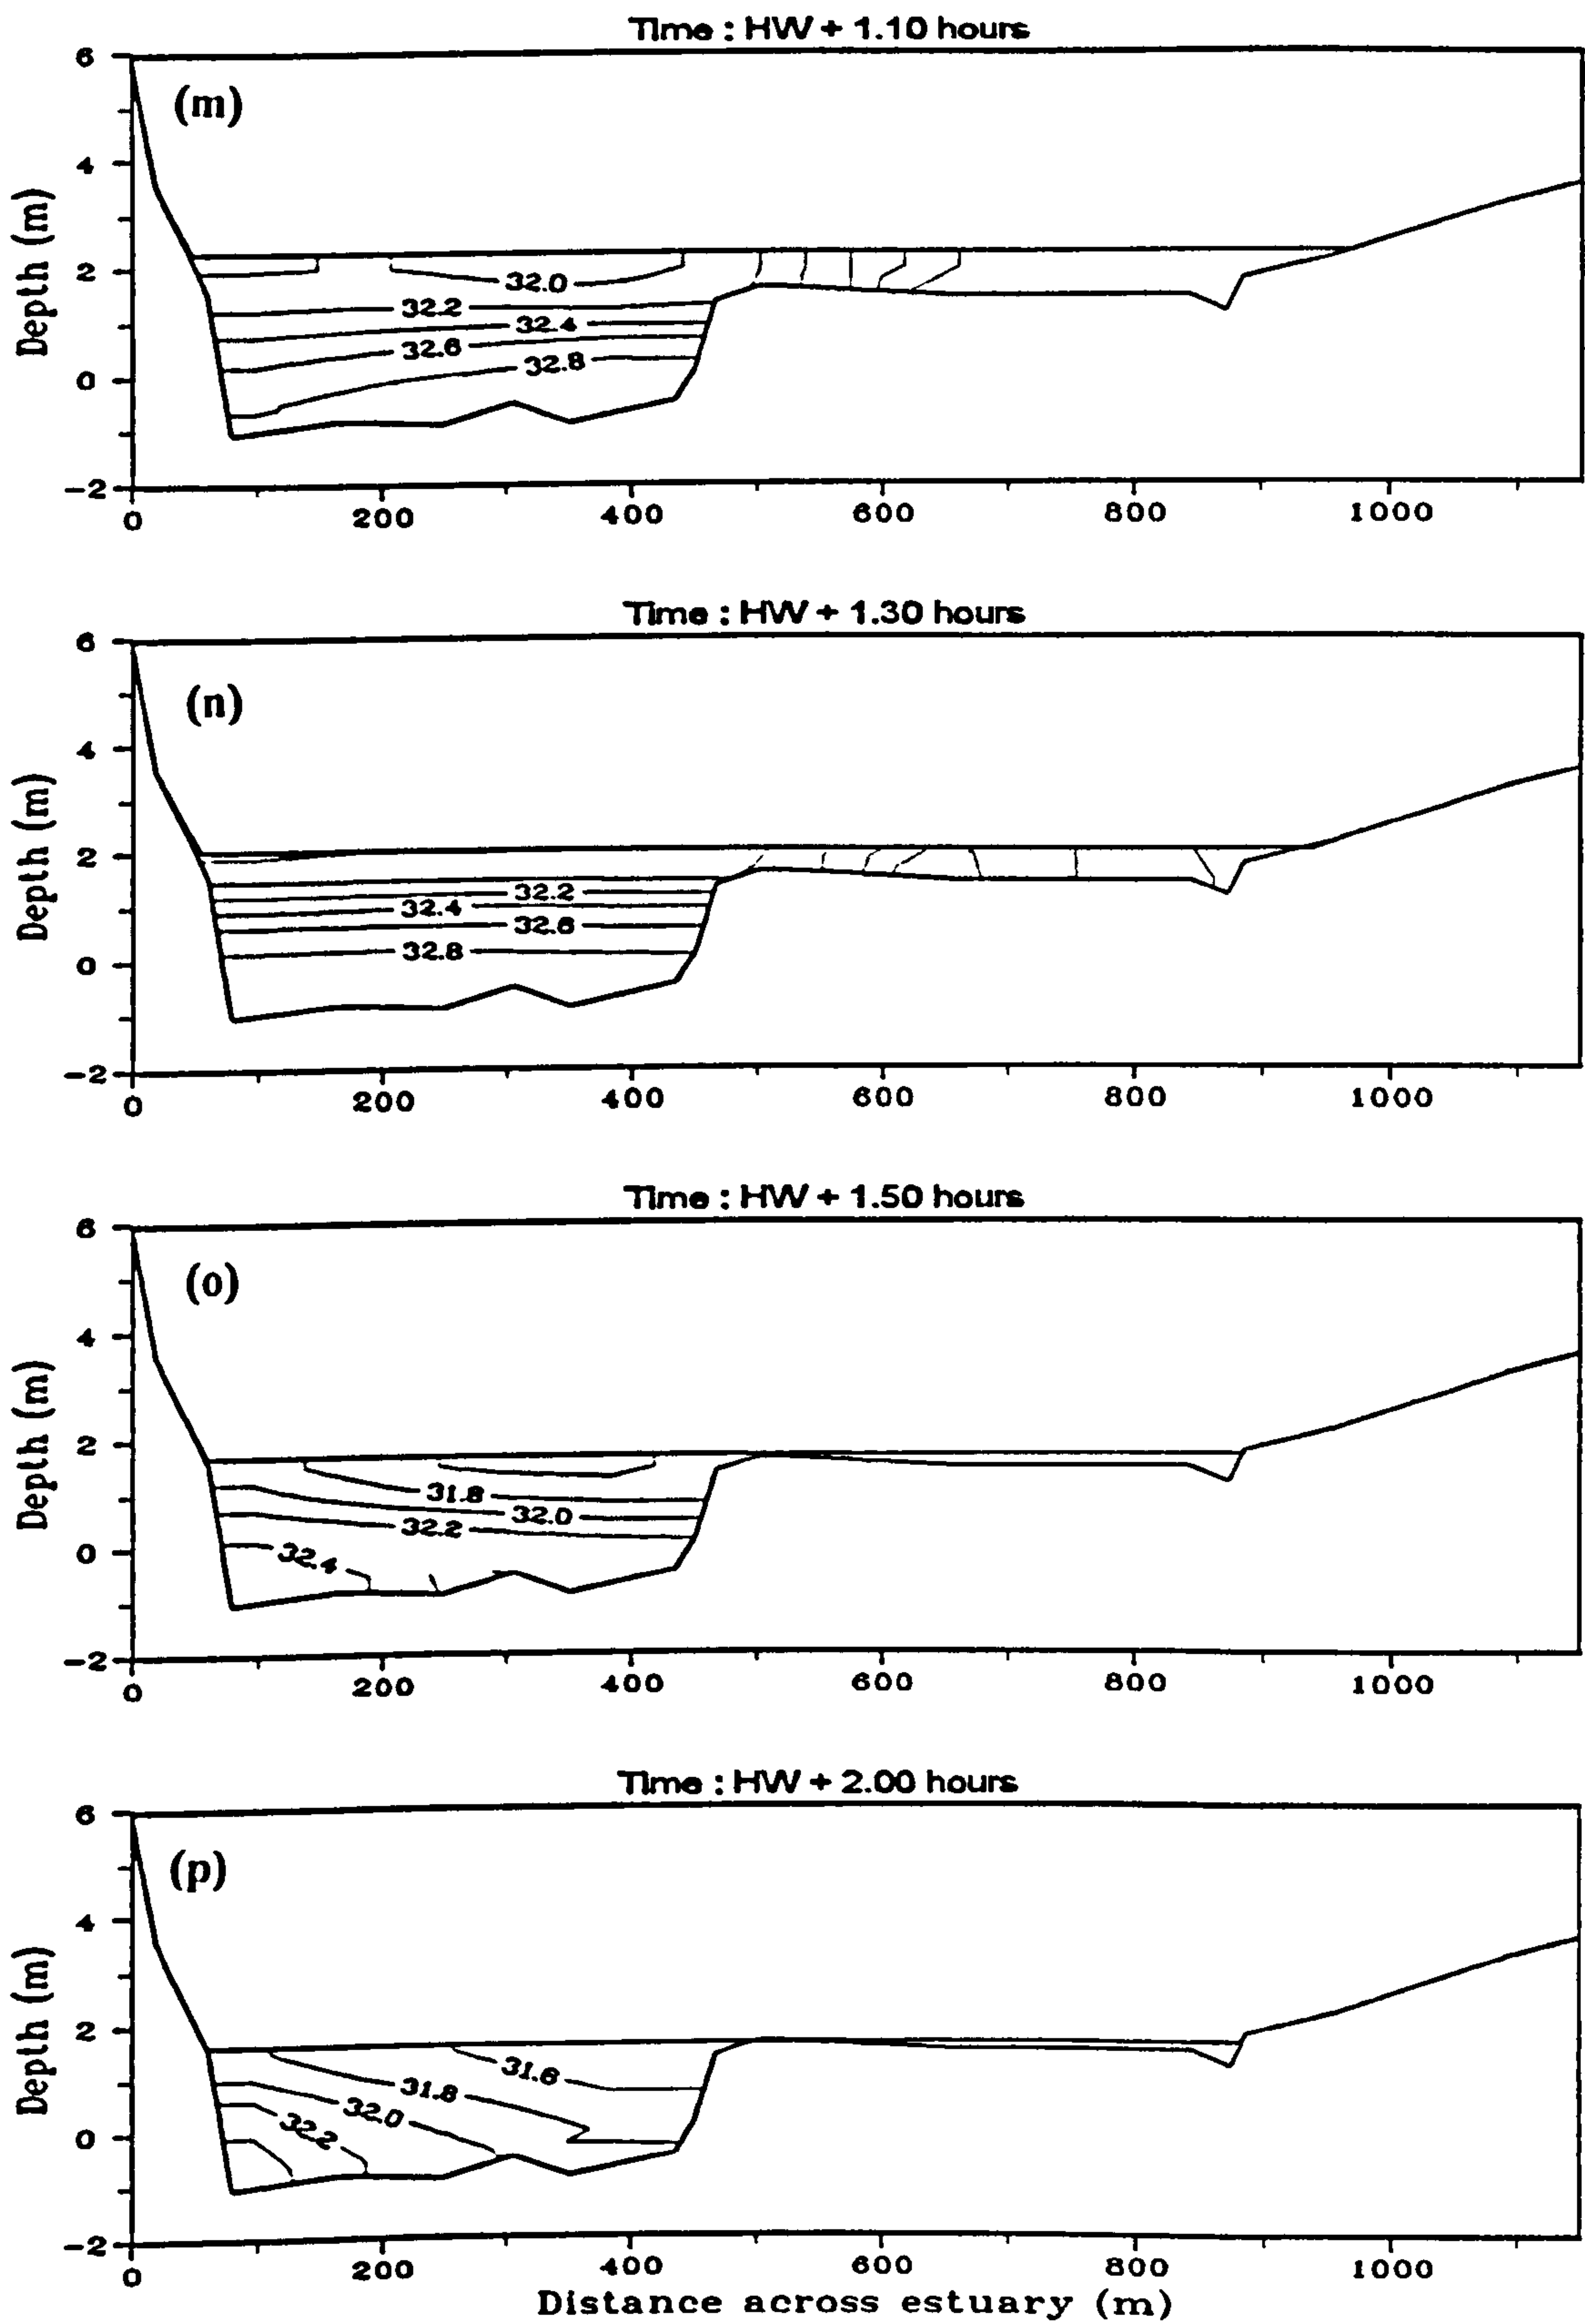 Time : HW + 1.10 hours
6
(m)
4
Depth (m)
2
32.0
32.2
32.4
32.6
32.8
0
-2
0 200 400 600 800 1000
Time : HW + 1.30 hours
6
(n)
4
Depth (m)
2
32.2
32.4
32.6
32.8
0
-2
0 200 400 600 800 1000
Time : HW + 1.50 hours
6
(o)
4
Depth (m)
2
31.8
32.0
32.2
32.4
0
-2
0 200 400 600 800 1000
Time : HW + 2.00 hours
6
(p)
4
Depth (m)
2
31.6
31.8
32.0
32.2
0
-2
0 200 400 600 800 1000
Distance across estuary (m)